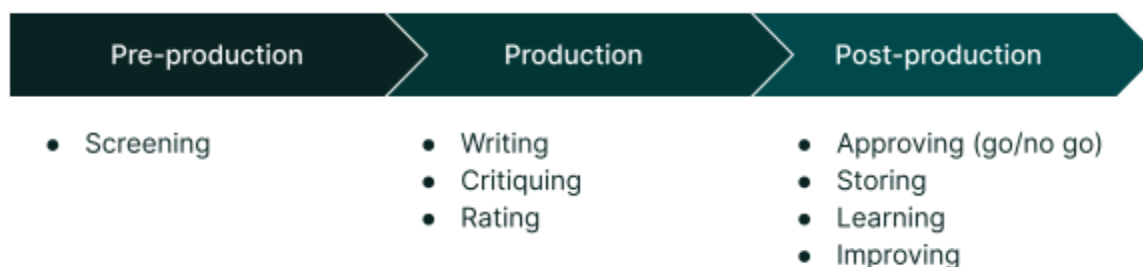 Pre-production
Production
Post-production
• Screening
• Writing
• Critiquing
• Rating
• Approving (go/no go)
• Storing
• Learning
• Improving